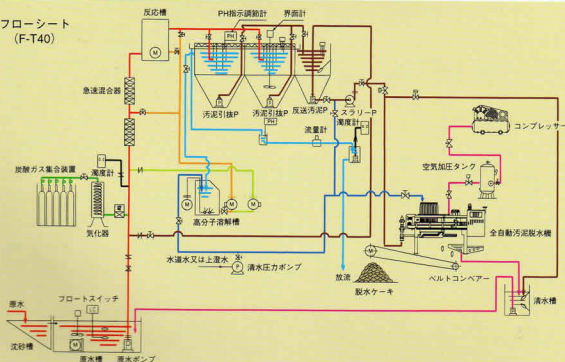 フローシート
(F-T40)
反応槽
PH指示調節計
界面計
PH
M
M
急速混合器
汚泥引抜P
汚泥引抜P
返送汚泥P
スラリーP
PH
流量計
濁度計
コンプレッサー
空気加圧タンク
炭酸ガス集合装置
濁度計
気化器
M
M
M
高分子溶解槽
全自動汚泥脱水機
水道水又は上澄水
P
清水圧力ポンプ
放流
M
ベルトコンベアー
脱水ケーキ
清水槽
原水
フロートスイッチ
沈砂槽
原水槽
原水ポンプ